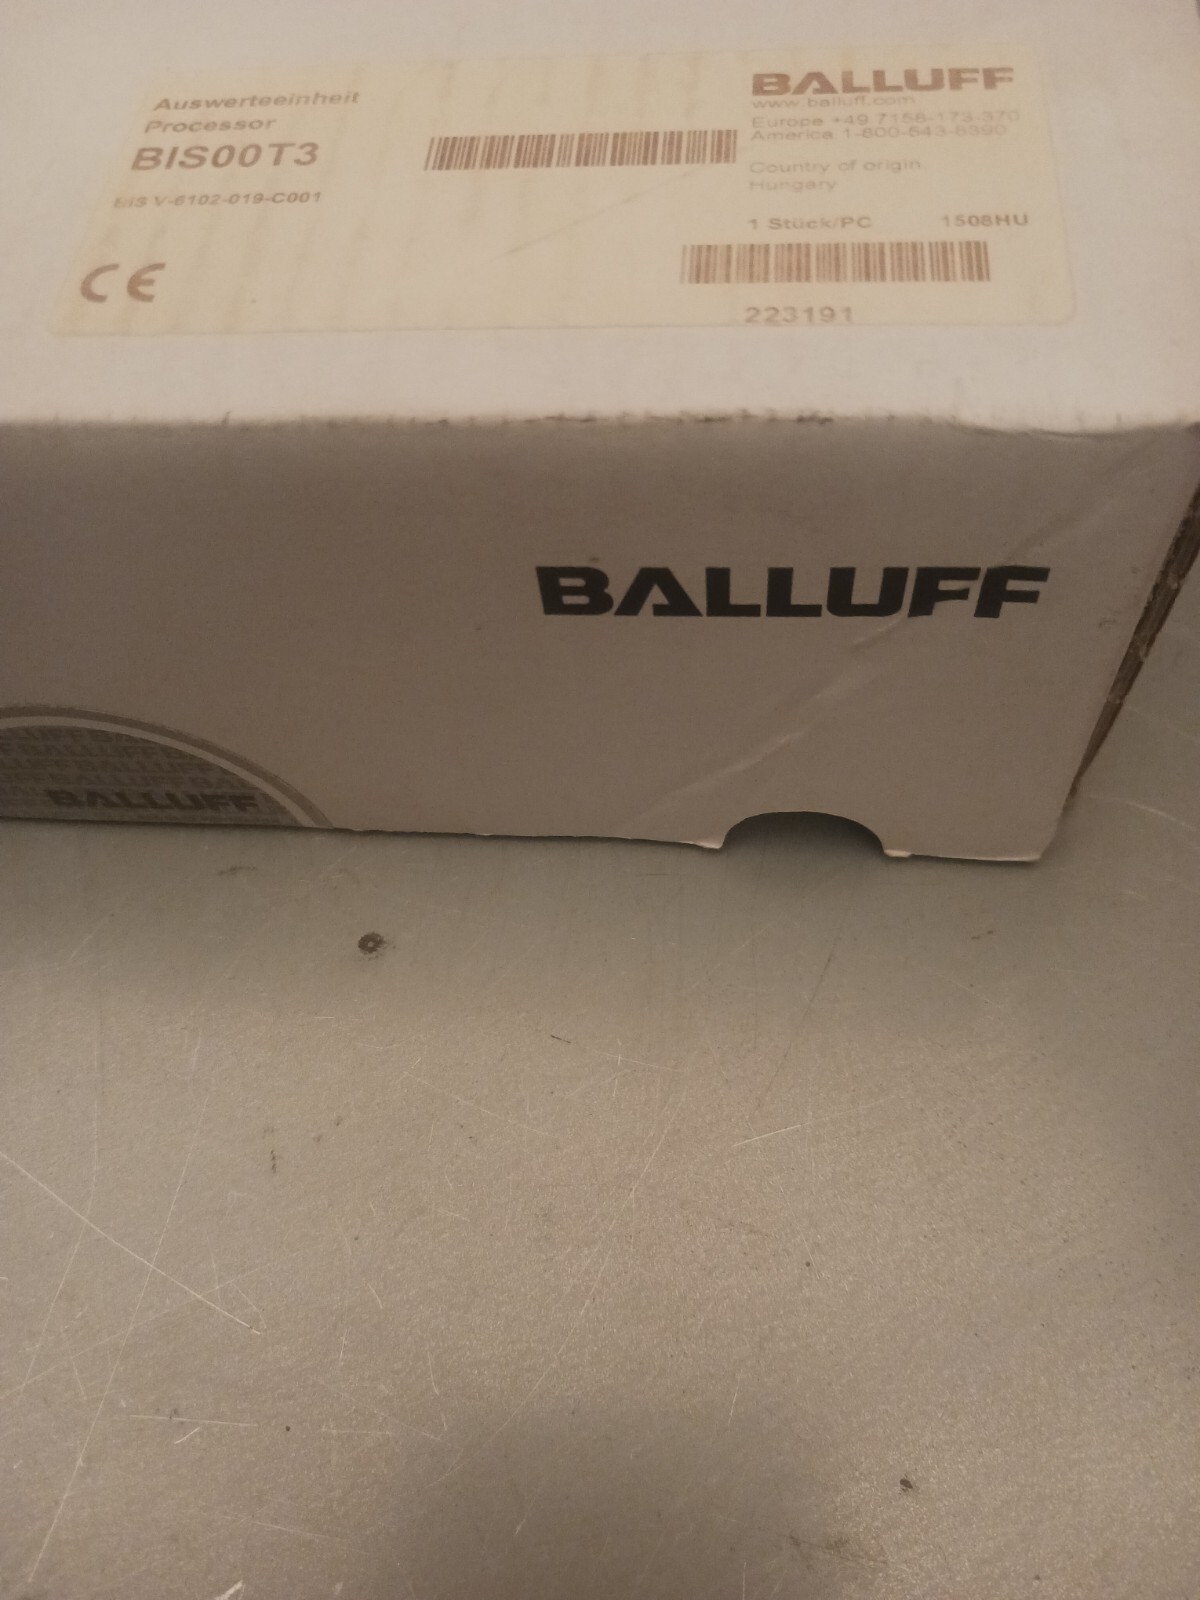 Auswerteeinheit
Processor
BIS00T3
BIS V-6102-019-C001
BALLUFF
www.balluff.com
Europe +49 7158-173-370
America 1-800-543-8390
Country of origin
Hungary
1 Stück/PC 1508HU
223191
CE
BALLUFF
BALLUFF